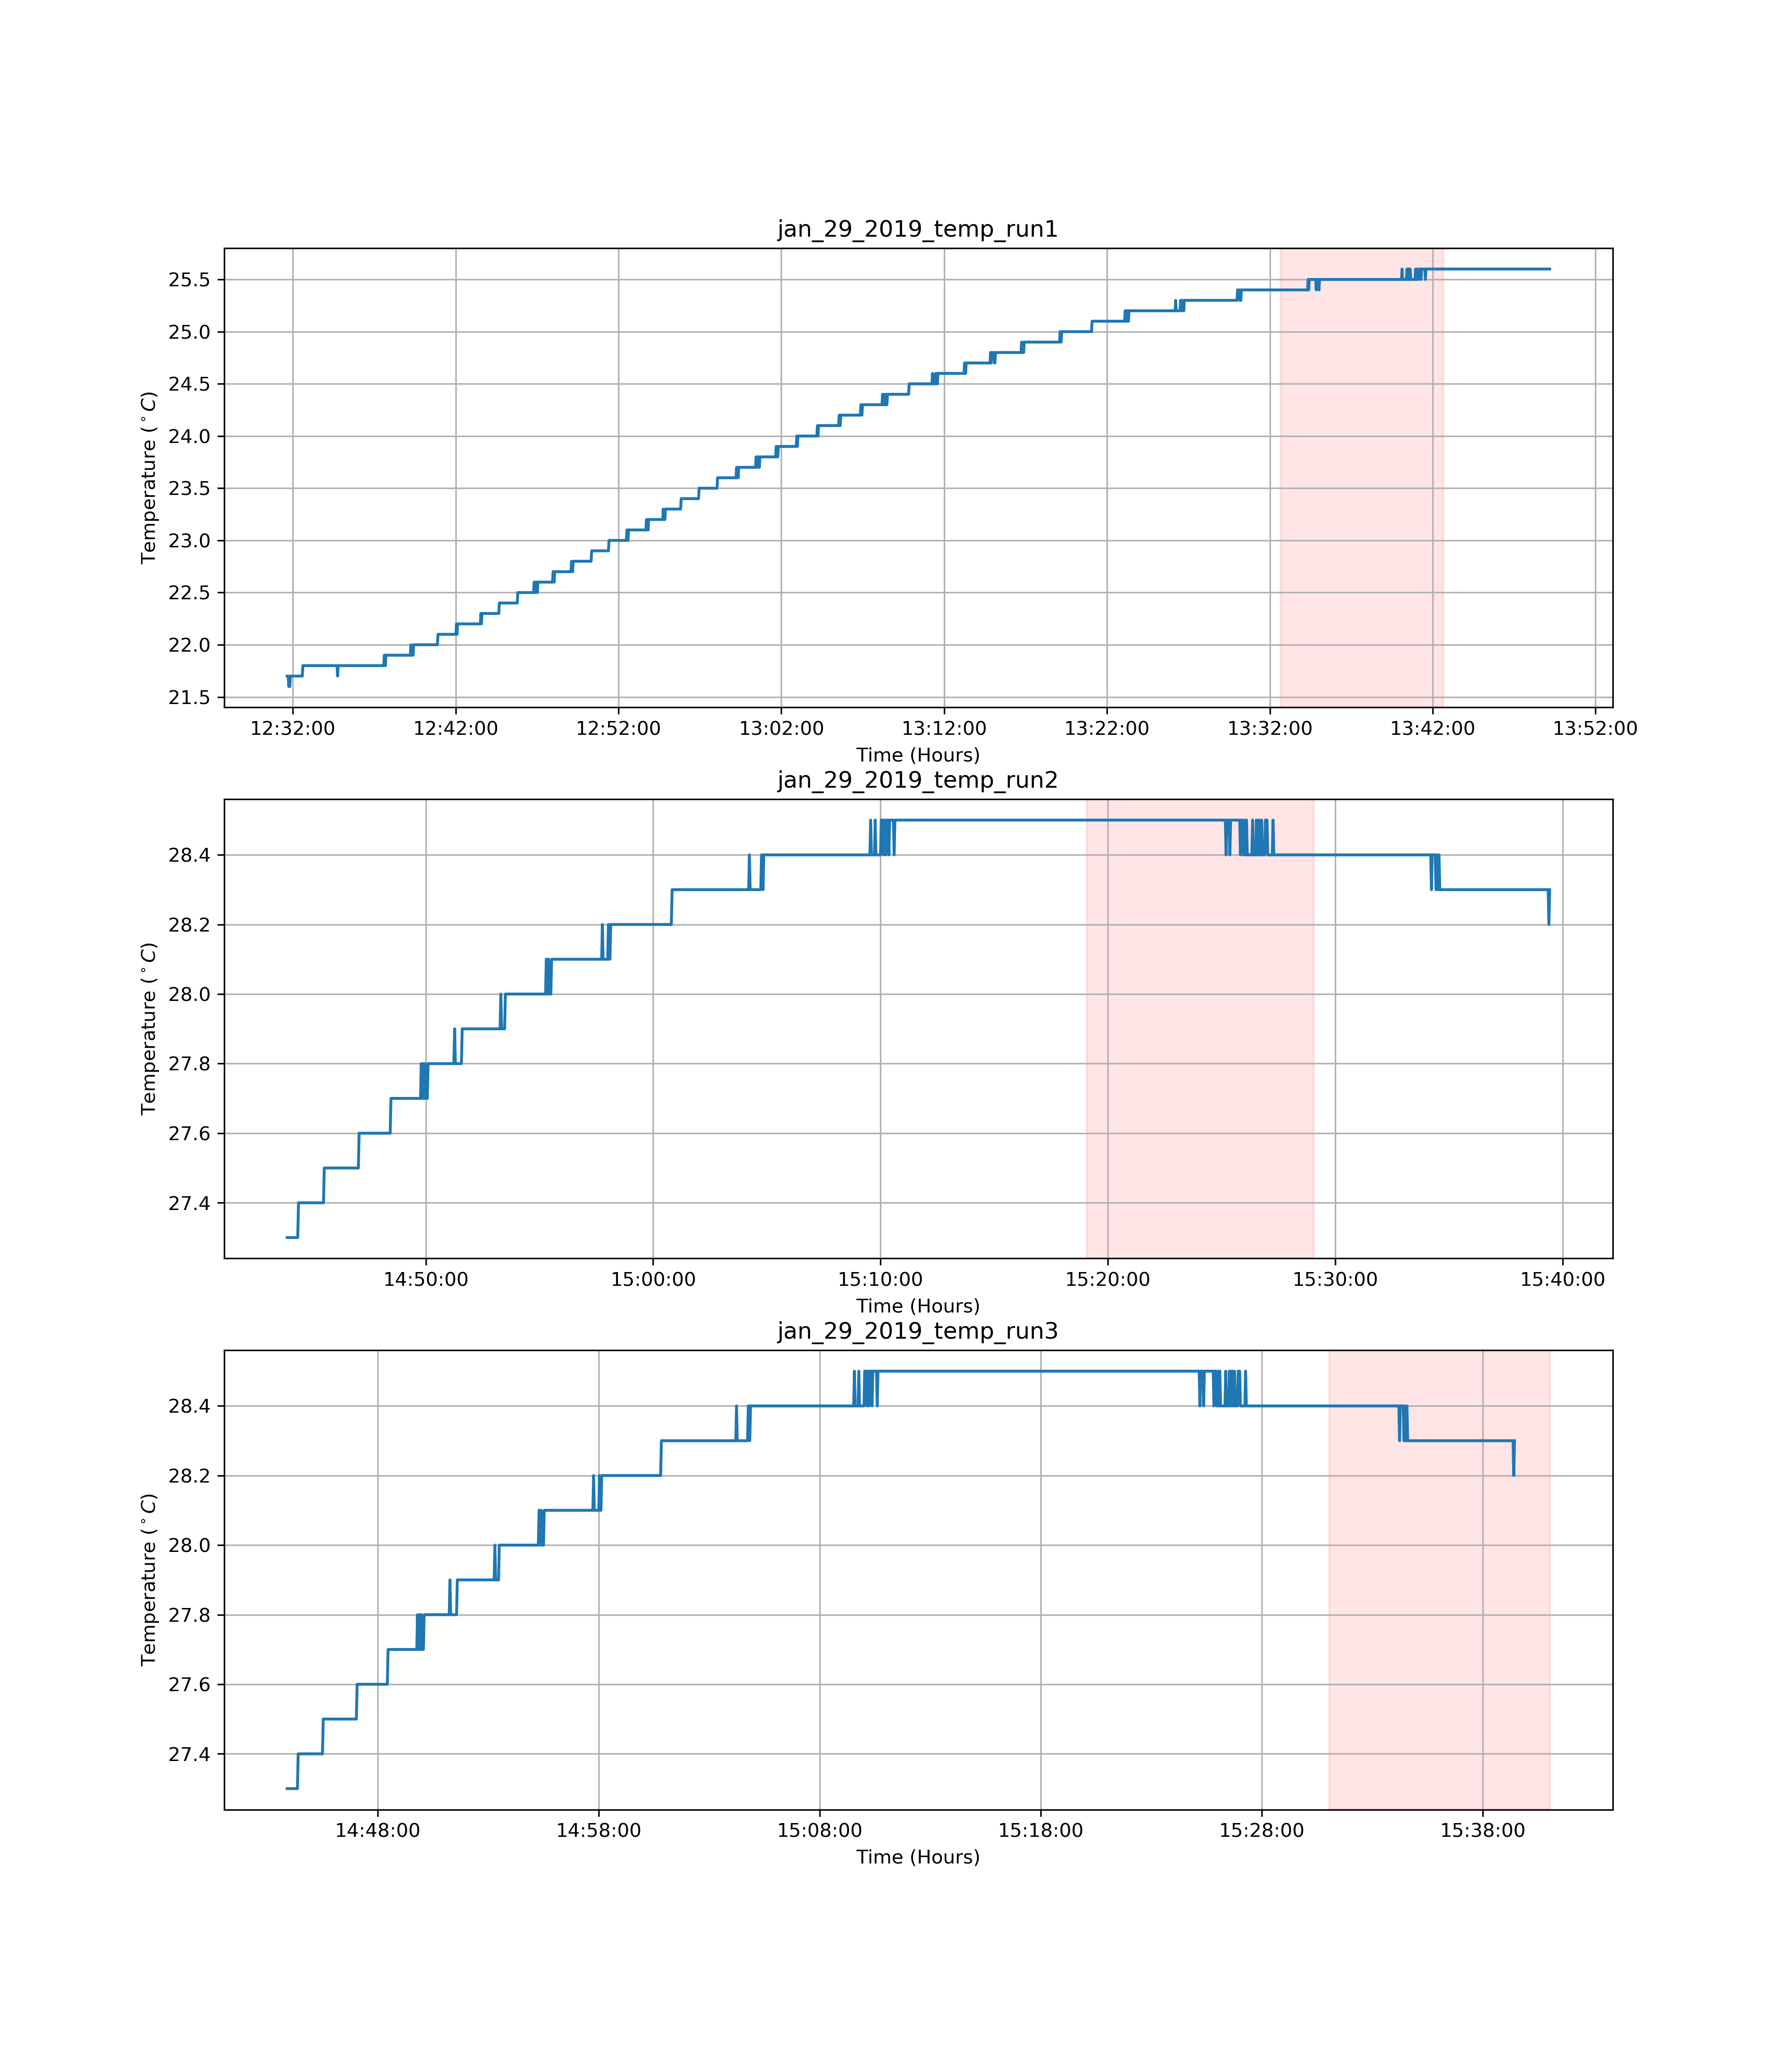 jan_29_2019_temp_run1
25.5
25.0
24.5
24.0
23.5
23.0
22.5
22.0
21.5
Temperature (°C)
12:32:00 12:42:00 12:52:00 13:02:00 13:12:00 13:22:00 13:32:00 13:42:00 13:52:00
Time (Hours)
jan_29_2019_temp_run2
28.4
28.2
28.0
27.8
27.6
27.4
Temperature (°C)
14:50:00 15:00:00 15:10:00 15:20:00 15:30:00 15:40:00
Time (Hours)
jan_29_2019_temp_run3
28.4
28.2
28.0
27.8
27.6
27.4
Temperature (°C)
14:48:00 14:58:00 15:08:00 15:18:00 15:28:00 15:38:00
Time (Hours)